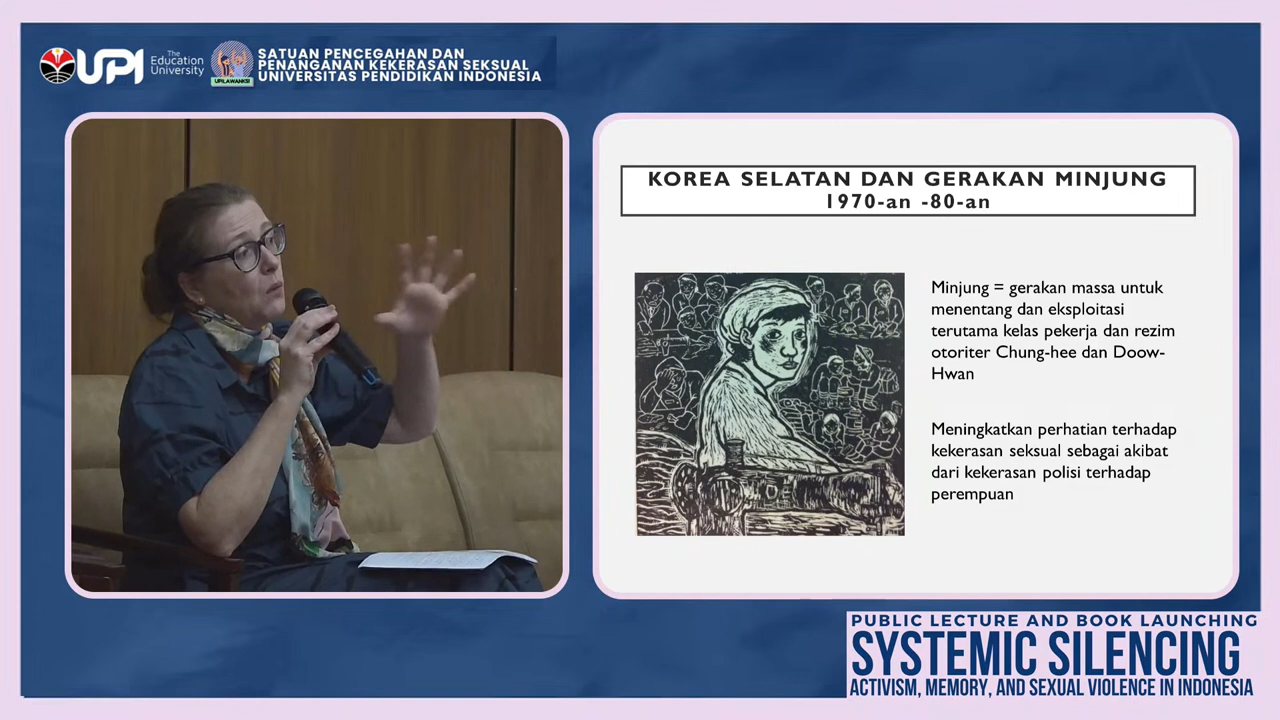 UPI
The
Education
University
UPILAWANKS!
SATUAN PENCEGAHAN DAN
PENANGANAN KEKERASAN SEKSUAL
UNIVERSITAS PENDIDIKAN INDONESIA
KOREA SELATAN DAN GERAKAN MINJUNG
1970-an -80-an
Minjung = gerakan massa untuk
menentang dan eksploitasi
terutama kelas pekerja dan rezim
otoriter Chung-hee dan Doow-
Hwan
Meningkatkan perhatian terhadap
kekerasan seksual sebagai akibat
dari kekerasan polisi terhadap
perempuan
PUBLIC LECTURE AND BOOK LAUNCHING
SYSTEMIC SILENCING
ACTIVISM, MEMORY, AND SEXUAL VIOLENCE IN INDONESIA